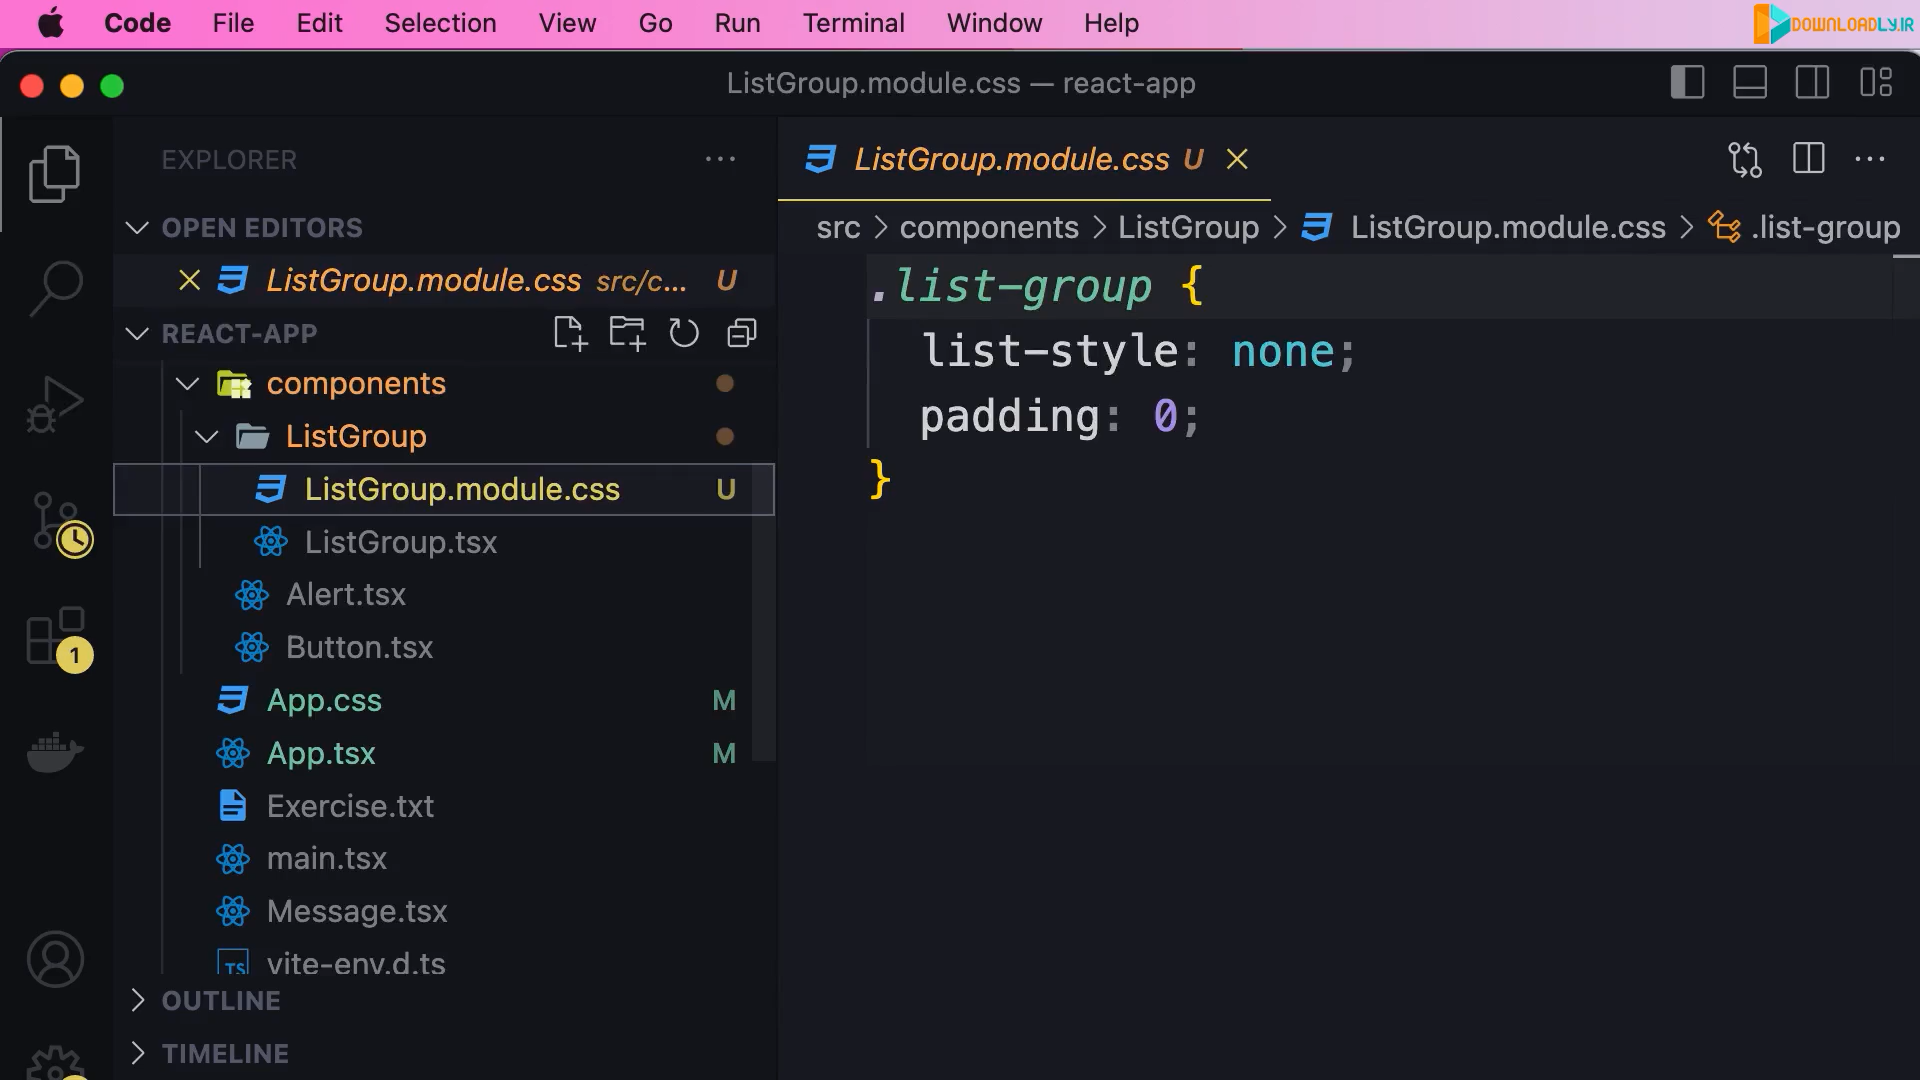 Code File Edit Selection View Go Run Terminal Window Help
DOWNLOADLY.IR
ListGroup.module.css — react-app
EXPLORER
OPEN EDITORS
ListGroup.module.css src/c... U
REACT-APP
components
ListGroup
ListGroup.module.css U
ListGroup.tsx
Alert.tsx
Button.tsx
App.css M
App.tsx M
Exercise.txt
main.tsx
Message.tsx
TS vite-env.d.ts
OUTLINE
TIMELINE
1
ListGroup.module.css U
src > components > ListGroup > ListGroup.module.css > .list-group
.list-group {
list-style: none;
padding: 0;
}